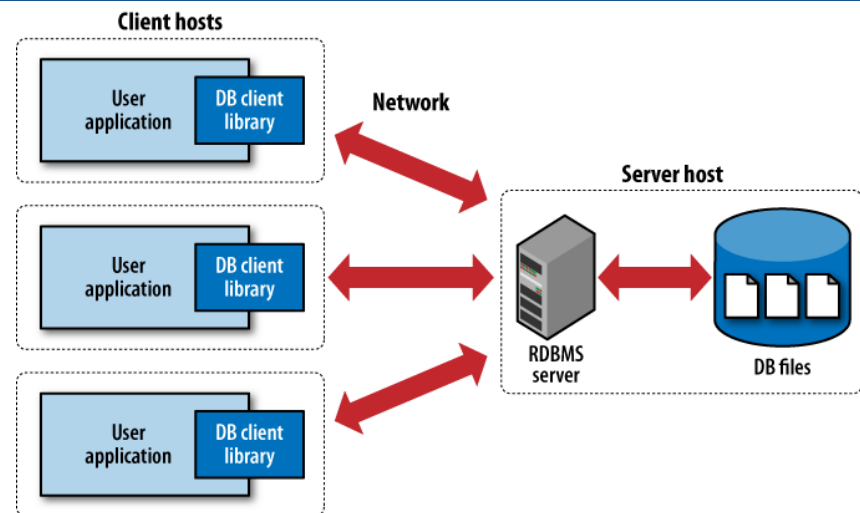 Client hosts
User
application
DB client
library
Network
User
application
DB client
library
Server host
RDBMS
server
DB files
User
application
DB client
library